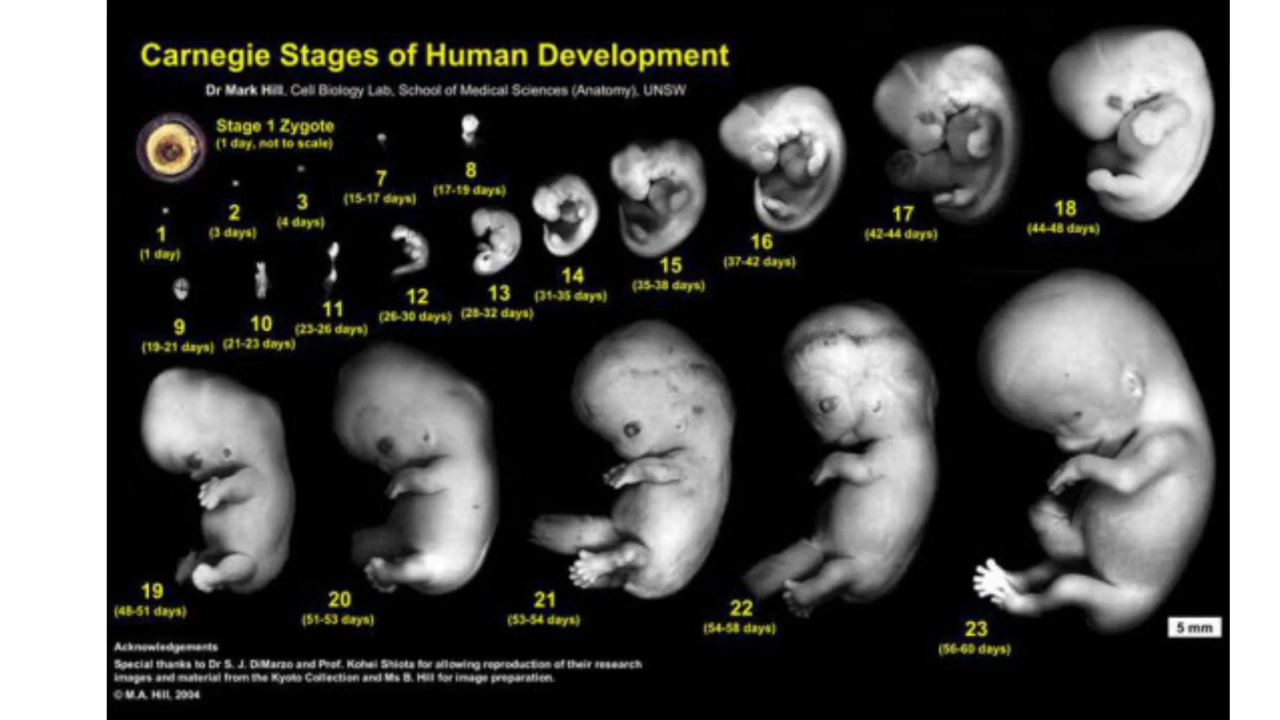 Carnegie Stages of Human Development
Dr Mark Hill, Cell Biology Lab, School of Medical Sciences (Anatomy), UNSW
Stage 1 Zygote
(1 day, not to scale)
1
(1 day)
2
(3 days)
3
(4 days)
7
(15-17 days)
8
(17-19 days)
9
(19-21 days)
10
(21-23 days)
11
(23-26 days)
12
(26-30 days)
13
(28-32 days)
14
(31-35 days)
15
(35-38 days)
16
(37-42 days)
17
(42-44 days)
18
(44-48 days)
19
(48-51 days)
20
(51-53 days)
21
(53-54 days)
22
(54-58 days)
23
(56-60 days)
5 mm
Acknowledgements
Special thanks to Dr S. J. DiMarzo and Prof. Kohei Shiota for allowing reproduction of their research
images and material from the Kyoto Collection and Ms B. Hill for image preparation.
© M.A. Hill, 2004